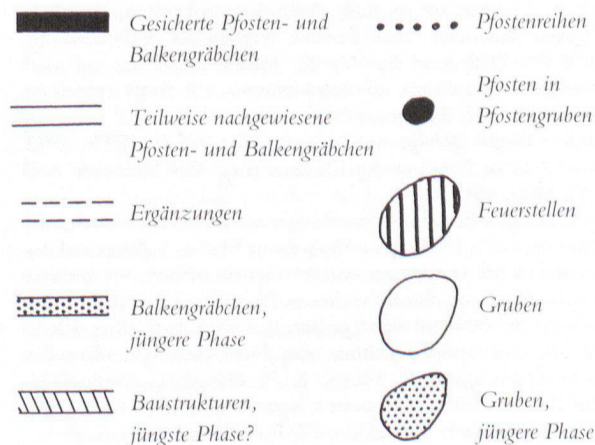 Gesicherte Pfosten- und
Balkengräbchen
Teilweise nachgewiesene
Pfosten- und Balkengräbchen
Ergänzungen
Balkengräbchen,
jüngere Phase
Baustrukturen,
jüngste Phase?
Pfostenreihen
Pfosten in
Pfostengruben
Feuerstellen
Gruben
Gruben,
jüngere Phase